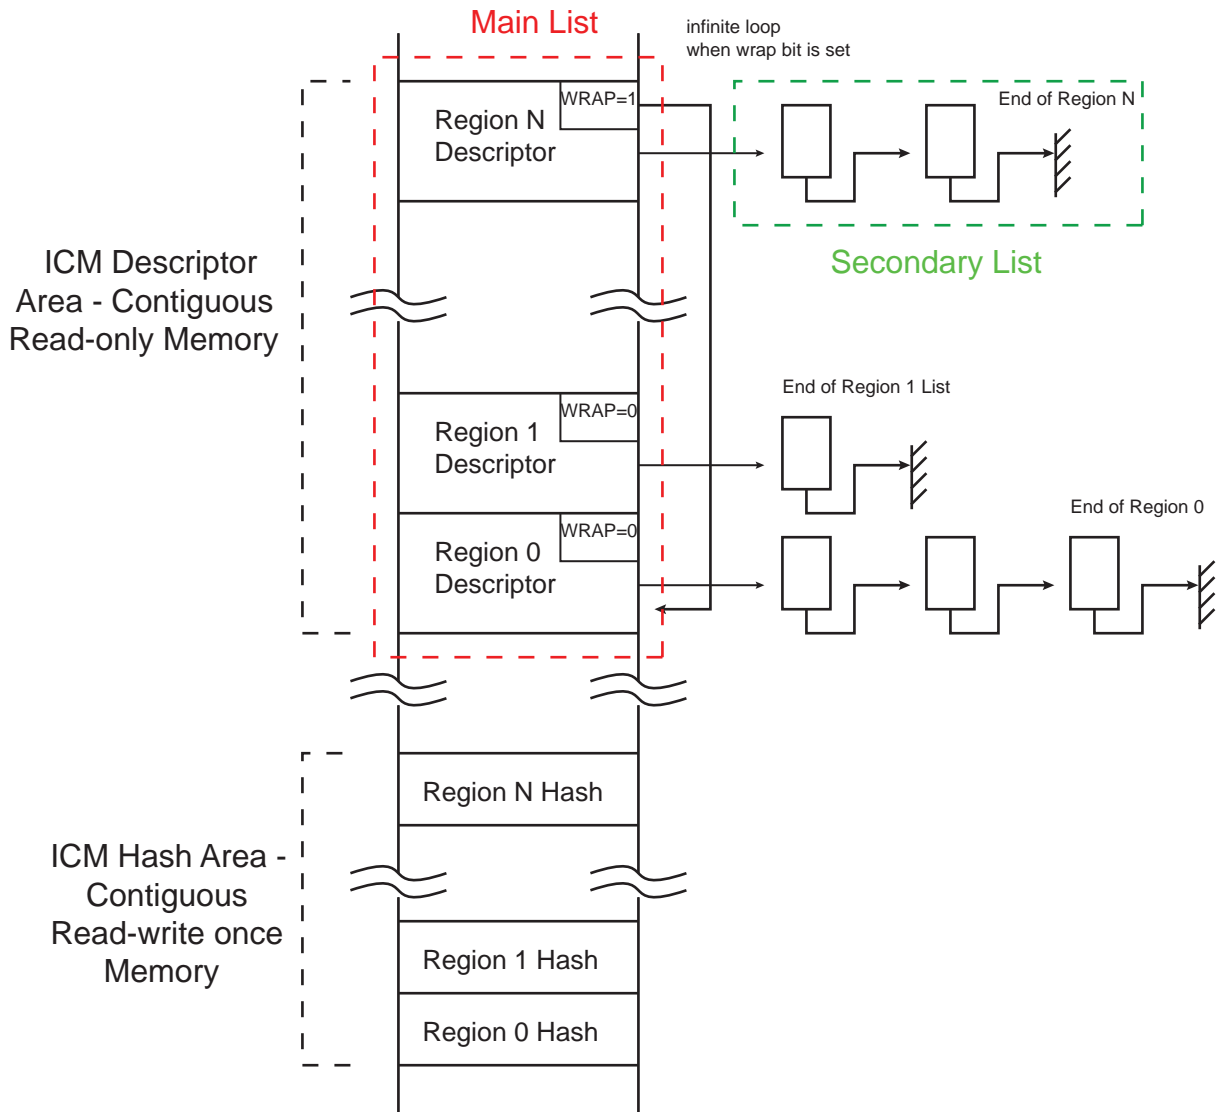 Main List
infinite loop
when wrap bit is set
WRAP=1
Region N
Descriptor
End of Region N
Secondary List
ICM Descriptor
Area - Contiguous
Read-only Memory
End of Region 1 List
WRAP=0
Region 1
Descriptor
End of Region 0
WRAP=0
Region 0
Descriptor
Region N Hash
ICM Hash Area -
Contiguous
Read-write once
Memory
Region 1 Hash
Region 0 Hash